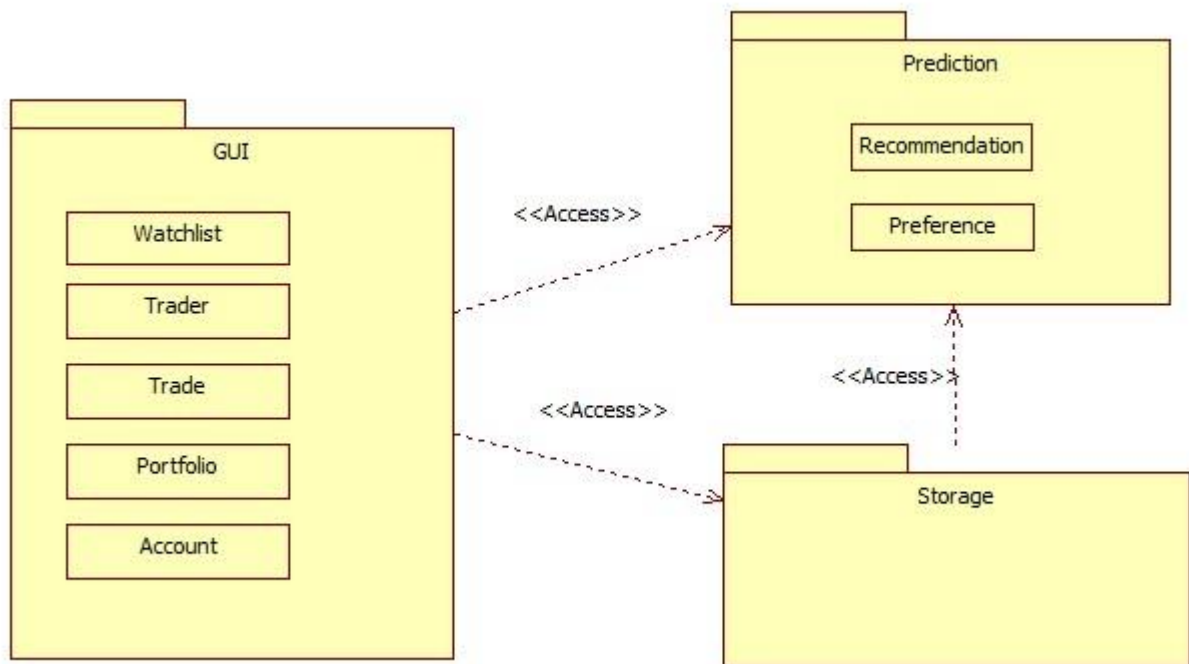 GUI
Watchlist
Trader
Trade
Portfolio
Account
<<Access>>
<<Access>>
Prediction
Recommendation
Preference
<<Access>>
Storage